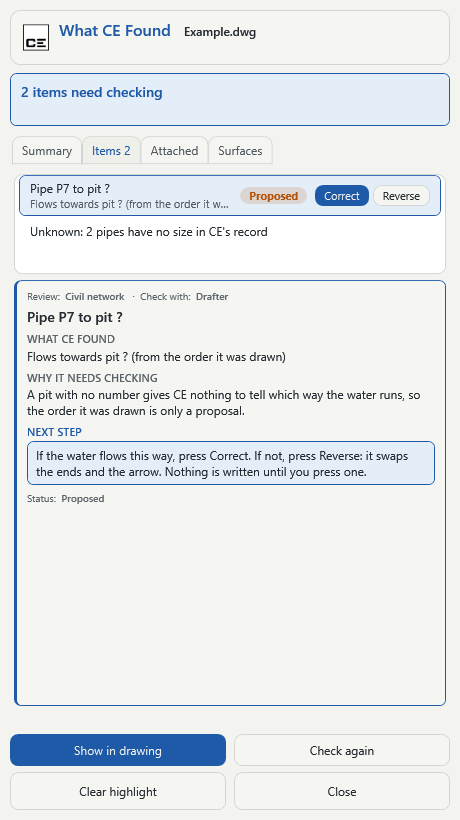 CE
What CE Found Example.dwg
2 items need checking
Summary Items 2 Attached Surfaces
Pipe P7 to pit ?
Flows towards pit ? (from the order it w...
Proposed Correct Reverse
Unknown: 2 pipes have no size in CE's record
Review: Civil network · Check with: Drafter
Pipe P7 to pit ?
WHAT CE FOUND
Flows towards pit ? (from the order it was drawn)
WHY IT NEEDS CHECKING
A pit with no number gives CE nothing to tell which way the water runs, so
the order it was drawn is only a proposal.
NEXT STEP
If the water flows this way, press Correct. If not, press Reverse: it swaps
the ends and the arrow. Nothing is written until you press one.
Status: Proposed
Show in drawing Check again
Clear highlight Close